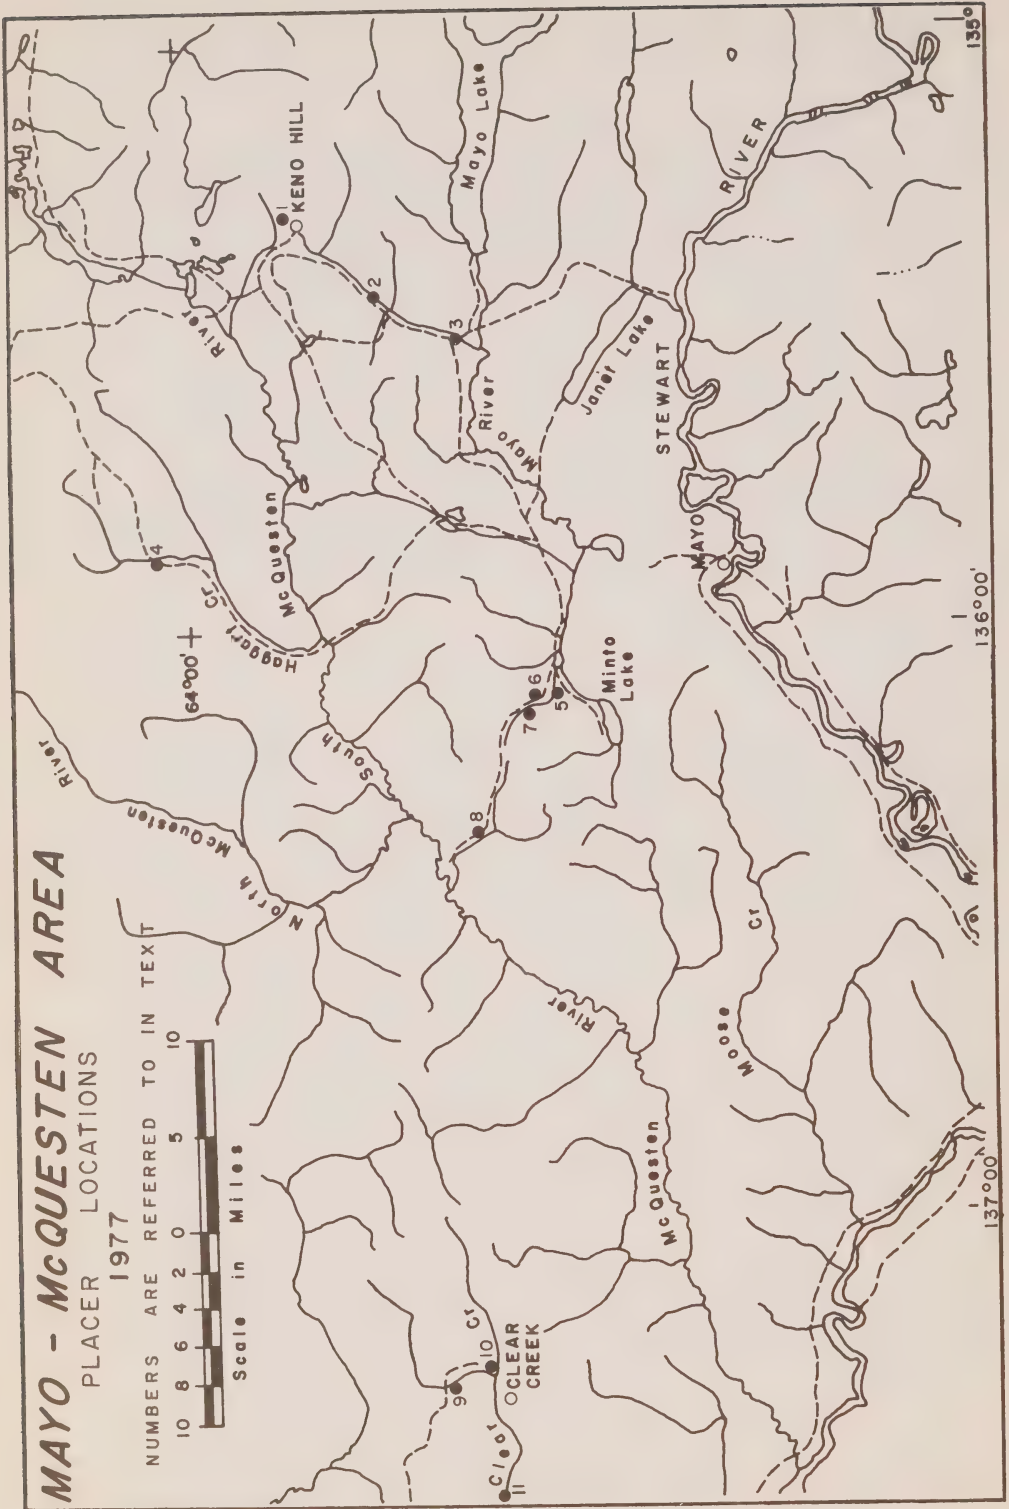 MAYO - McQUESTEN AREA
PLACER LOCATIONS
1977
NUMBERS ARE REFERRED TO IN TEXT
10 8 6 4 2 0 5 10
Scale in Miles
North McQuesten River
64°00'
Haggart Cr
4
McQuesten
River
1
KENO HILL
2
3
Mayo Lake
Mayo River
Janet Lake
South
8
7
6
5
Minto
Lake
MAYO
STEWART
RIVER
135°
136°00'
River
McQuesten
Moose Cr
137°00'
Clear Cr
9
10
CLEAR
CREEK
11